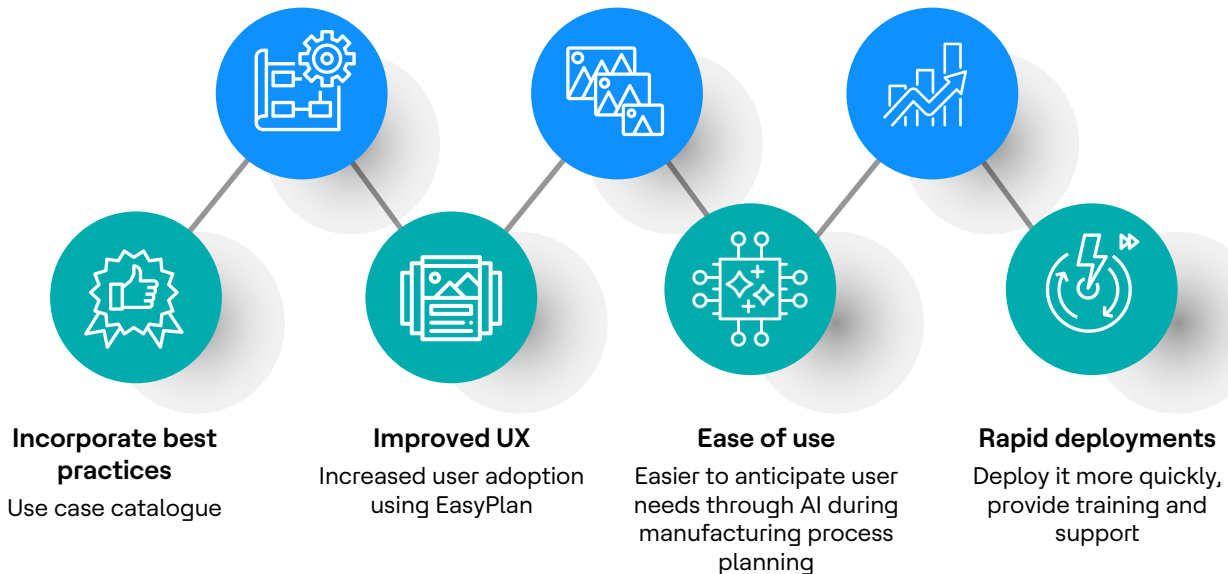 Incorporate best
practices
Use case catalogue
Improved UX
Increased user adoption
using EasyPlan
Ease of use
Easier to anticipate user
needs through AI during
manufacturing process
planning
Rapid deployments
Deploy it more quickly,
provide training and
support